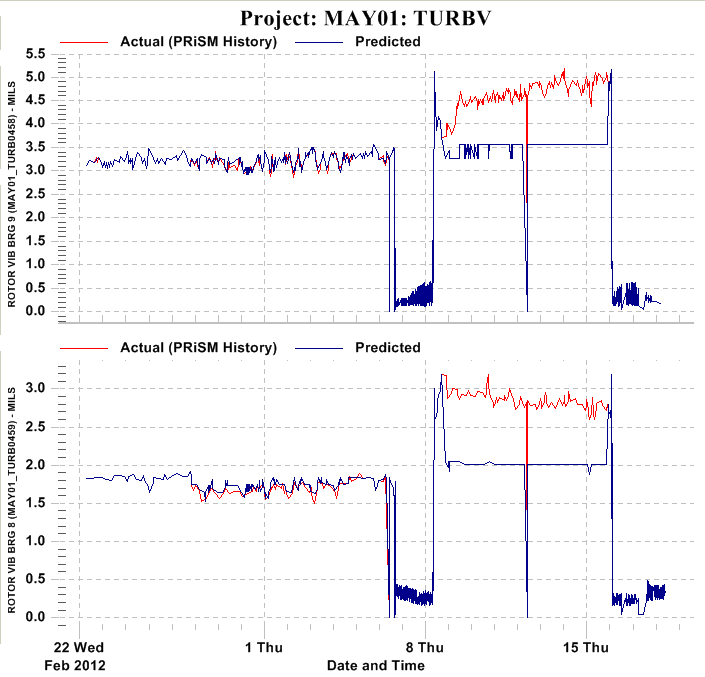 Project: MAY01: TURBV
Actual (PRiSM History) Predicted
ROTOR VIB BRG 9 (MAY01_TURB0458) - MILS
5.5
5.0
4.5
4.0
3.5
3.0
2.5
2.0
1.5
1.0
0.5
0.0
Actual (PRiSM History) Predicted
ROTOR VIB BRG 8 (MAY01_TURB0459) - MILS
3.0
2.5
2.0
1.5
1.0
0.5
0.0
22 Wed 1 Thu 8 Thu 15 Thu
Feb 2012 Date and Time